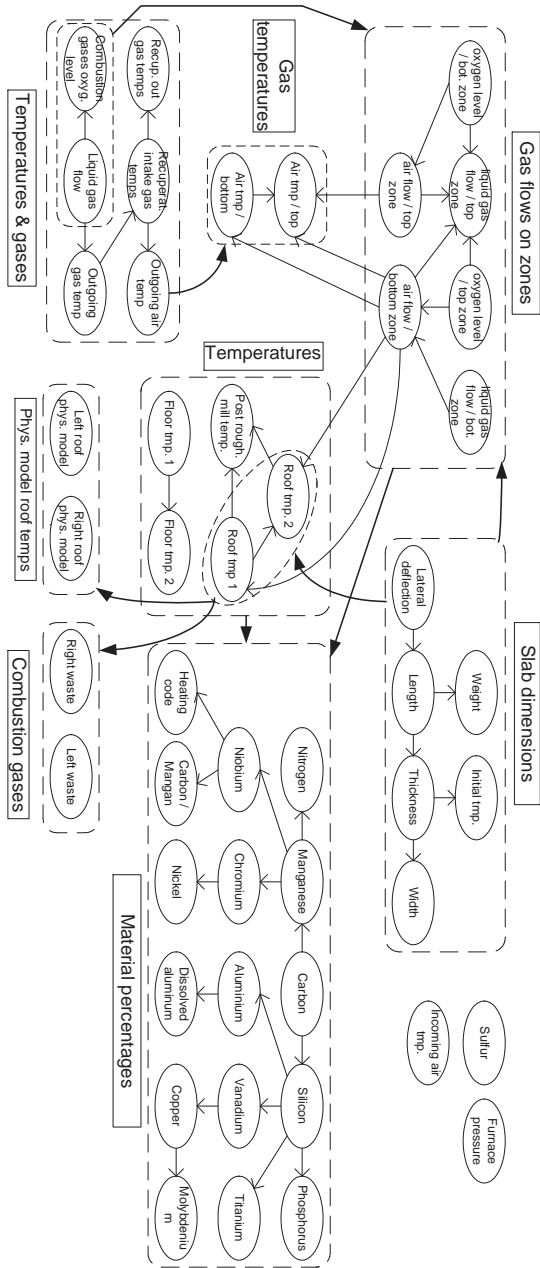 Gas flows on zones
oxygen level
/ bot. zone
liquid gas
flow / top
zone
oxygen level
/ top zone
liquid gas
flow / bot.
zone
air flow / top
zone
air flow /
bottom zone
Slab dimensions
Weight
Initial tmp.
Lateral
deflection
Length
Thickness
Width
Sulfur
Furnace
pressure
Incoming air
tmp.
Gas
temperatures
Air tmp / top
Air tmp /
bottom
Temperatures
Post rough.
mill temp.
Roof tmp. 2
Roof tmp 1
Floor tmp. 1
Floor tmp. 2
Nitrogen
Manganese
Carbon
Silicon
Phosphorus
Niobium
Chromium
Aluminium
Vanadium
Titanium
Heating
code
Carbon /
Mangan
Nickel
Dissolved
aluminum
Copper
Molybdeniu
m
Material percentages
Recup. out
gas temps
Recuperat.
intake gas
temps
Outgoing air
temp
Combustion
gases oxyg.
level
Liquid gas
flow
Outgoing
gas temp
Temperatures & gases
Left roof
phys. model
Right roof
phys. model
Phys. model roof temps
Right waste
Left waste
Combustion gases